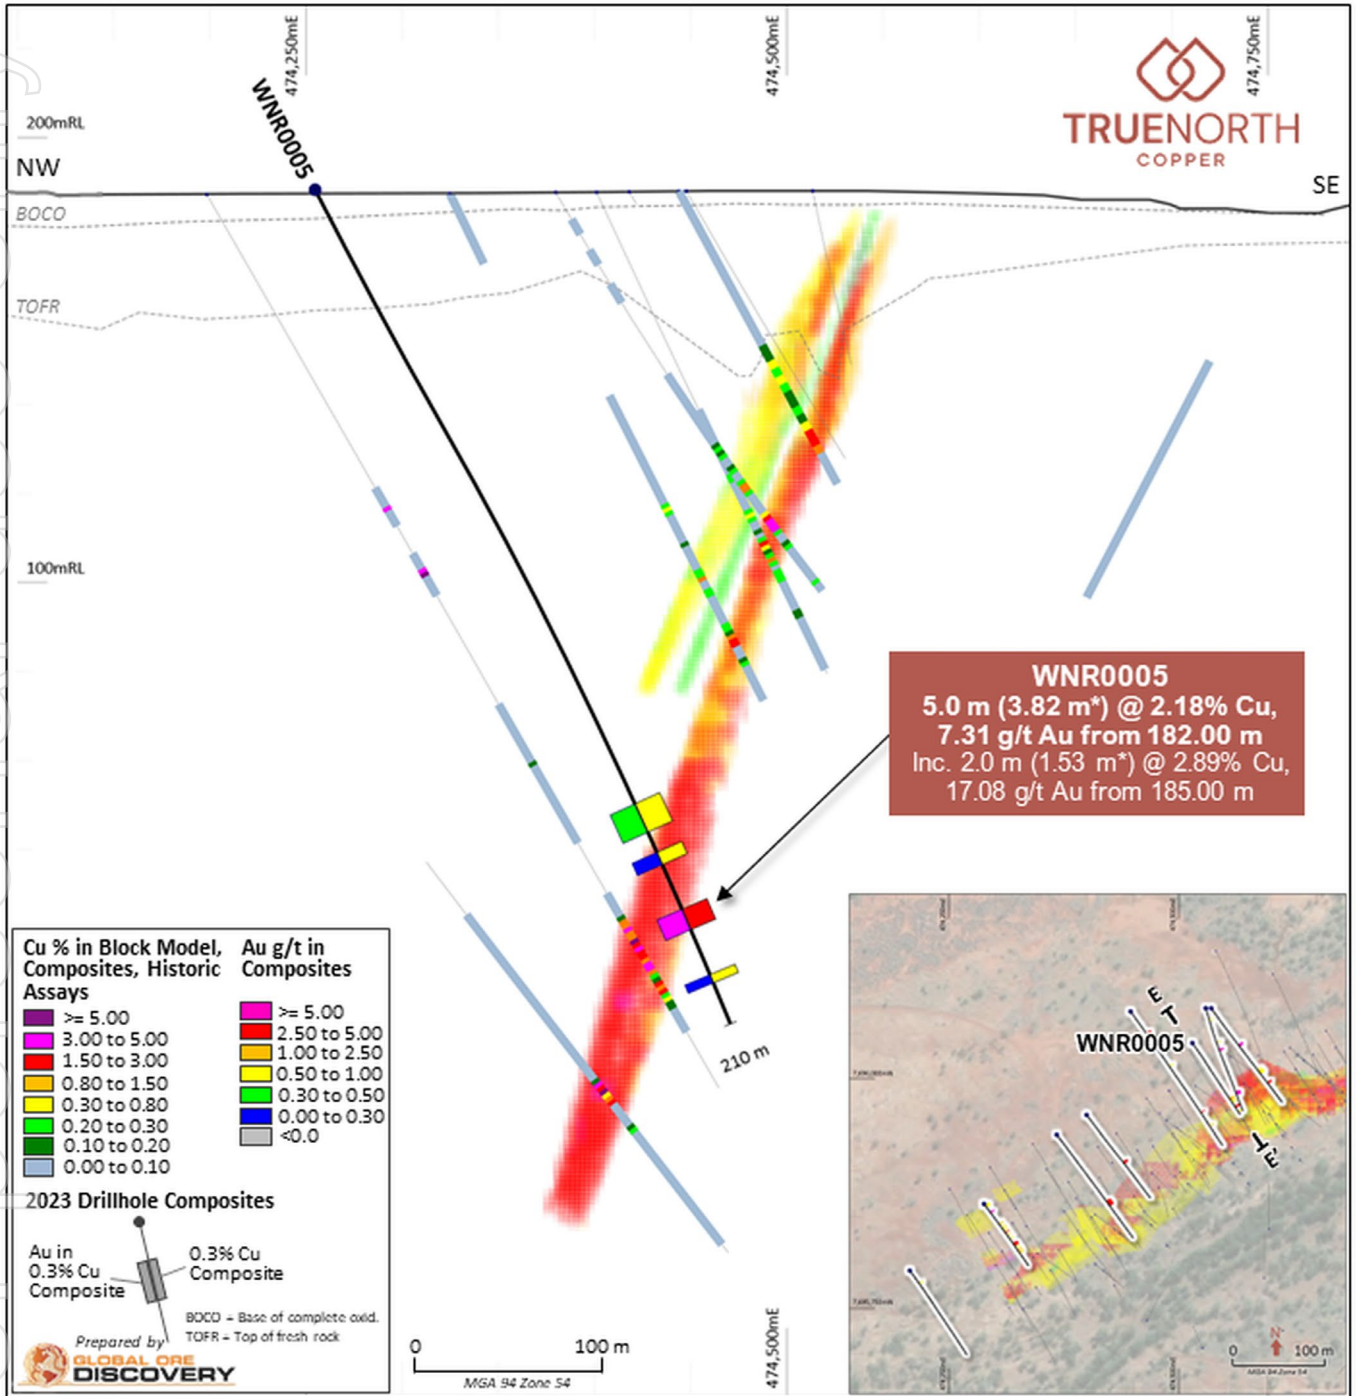 474,250mE
474,500mE
474,750mE
TRUENORTH
COPPER
WNR0005
200mRL
NW
SE
BOCO
TOFR
100mRL
WNR0005
5.0 m (3.82 m*) @ 2.18% Cu,
7.31 g/t Au from 182.00 m
Inc. 2.0 m (1.53 m*) @ 2.89% Cu,
17.08 g/t Au from 185.00 m
210 m
Cu % in Block Model,
Composites, Historic
Assays
>= 5.00
3.00 to 5.00
1.50 to 3.00
0.80 to 1.50
0.30 to 0.80
0.20 to 0.30
0.10 to 0.20
0.00 to 0.10
Au g/t in
Composites
>= 5.00
2.50 to 5.00
1.00 to 2.50
0.50 to 1.00
0.30 to 0.50
0.00 to 0.30
<0.0
2023 Drillhole Composites
Au in
0.3% Cu
Composite
0.3% Cu
Composite
BOCO = Base of complete oxid.
TOFR = Top of fresh rock
Prepared by
GLOBAL ORE
DISCOVERY
0 100 m
MGA 94 Zone 54
474,500mE
E
WNR0005
E'
N
0 100 m
MGA 94 Zone 54